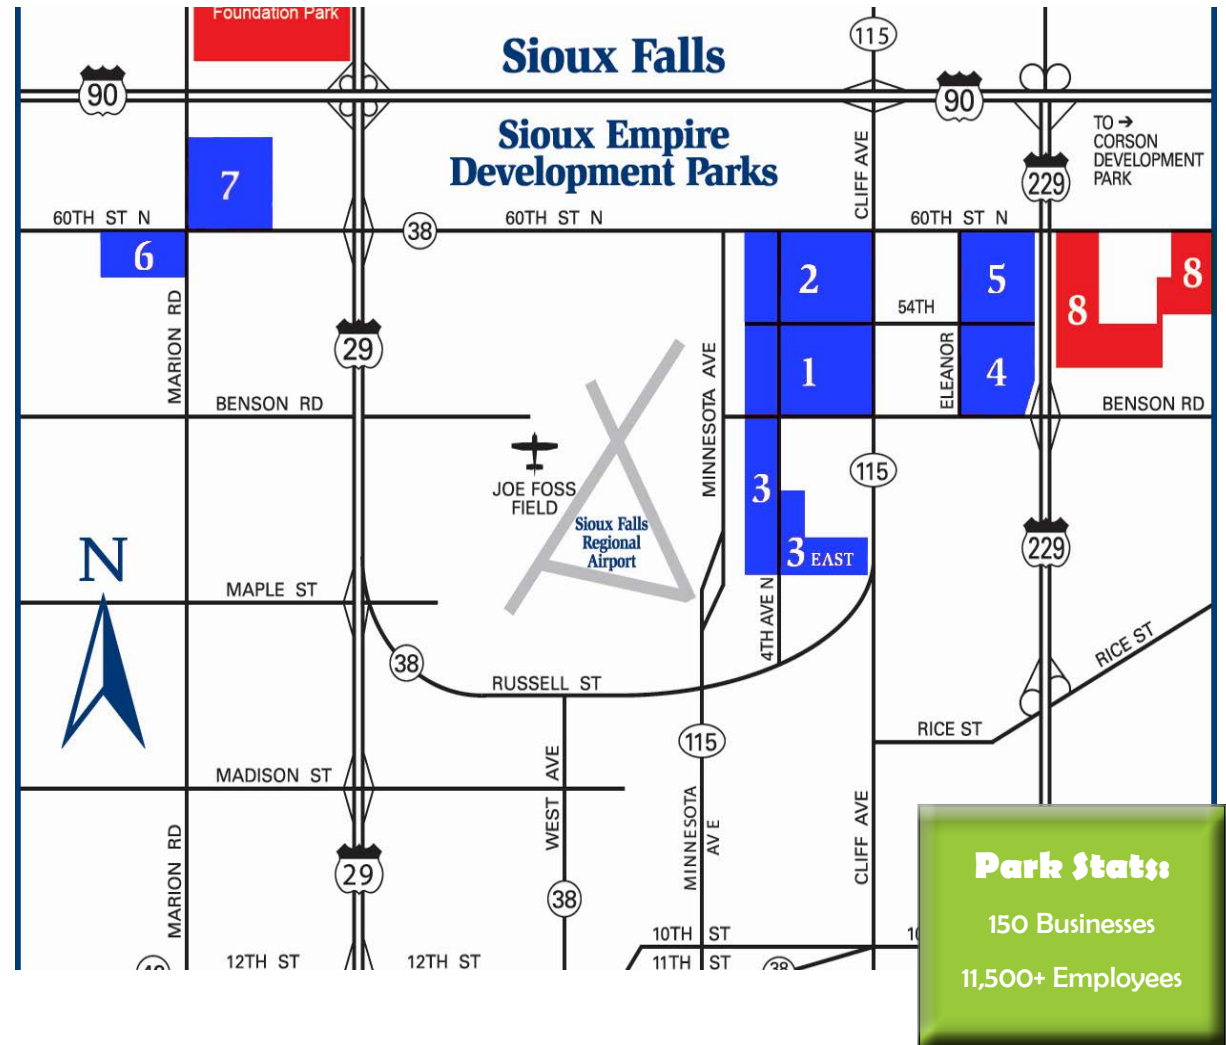 Foundation Park
Sioux Falls
115
90
90
Sioux Empire
Development Parks
TO →
CORSON
DEVELOPMENT
PARK
CLIFF AVE
229
7
60TH ST N
38
60TH ST N
60TH ST N
6
2
5
8
8
54TH
MARION RD
29
MINNESOTA AVE
1
ELEANOR
4
BENSON RD
BENSON RD
JOE FOSS
FIELD
3
115
Sioux Falls
Regional
Airport
3 EAST
229
N
MAPLE ST
4TH AVE N
38
RUSSELL ST
RICE ST
RICE ST
115
MADISON ST
WEST AVE
MINNESOTA
AV E
CLIFF AVE
MARION RD
29
38
10TH ST
11TH ST
12TH ST
12TH ST
38
Park Stats:
150 Businesses
11,500+ Employees